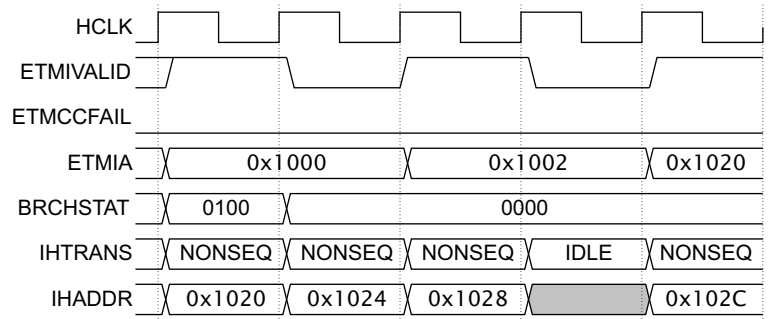 HCLK
ETMIVALID
ETMCCFAIL
ETMIA 0x1000 0x1002 0x1020
BRCHSTAT 0100 0000
IHTRANS NONSEQ NONSEQ NONSEQ IDLE NONSEQ
IHADDR 0x1020 0x1024 0x1028 0x102C